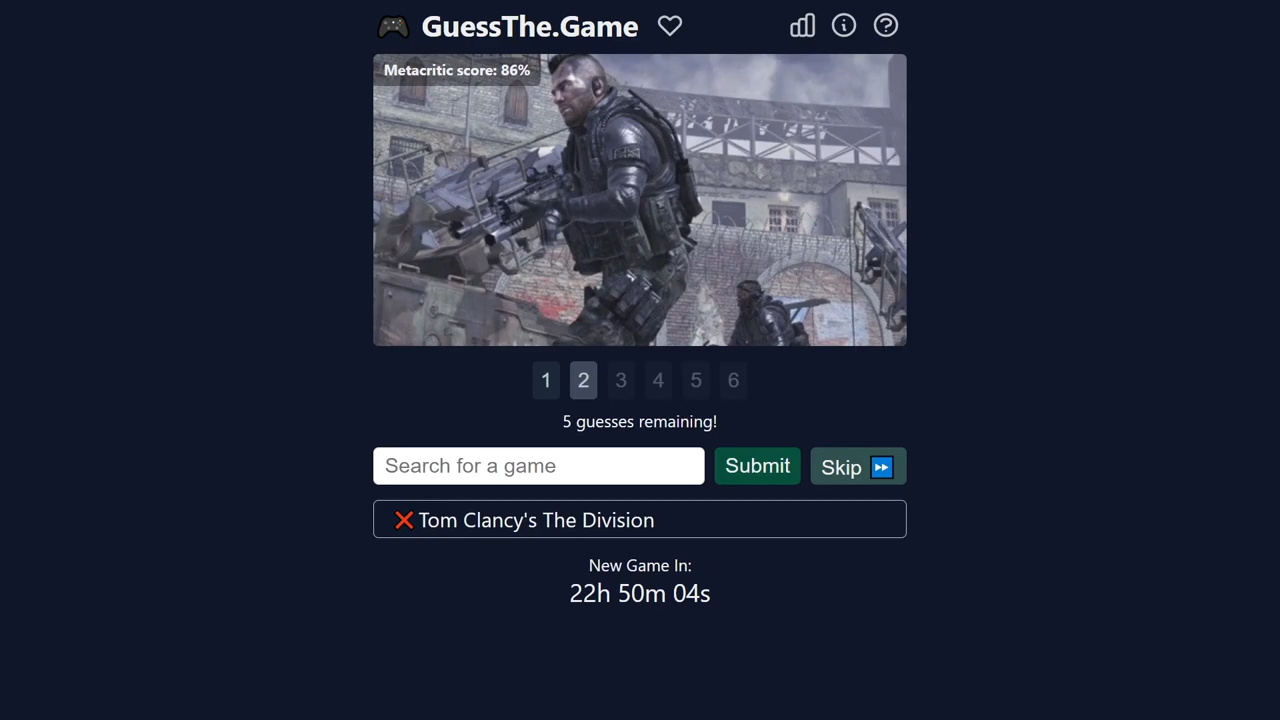 GuessThe.Game
Metacritic score: 86%
1 2 3 4 5 6
5 guesses remaining!
Search for a game
Submit
Skip
Tom Clancy's The Division
New Game In:
22h 50m 04s